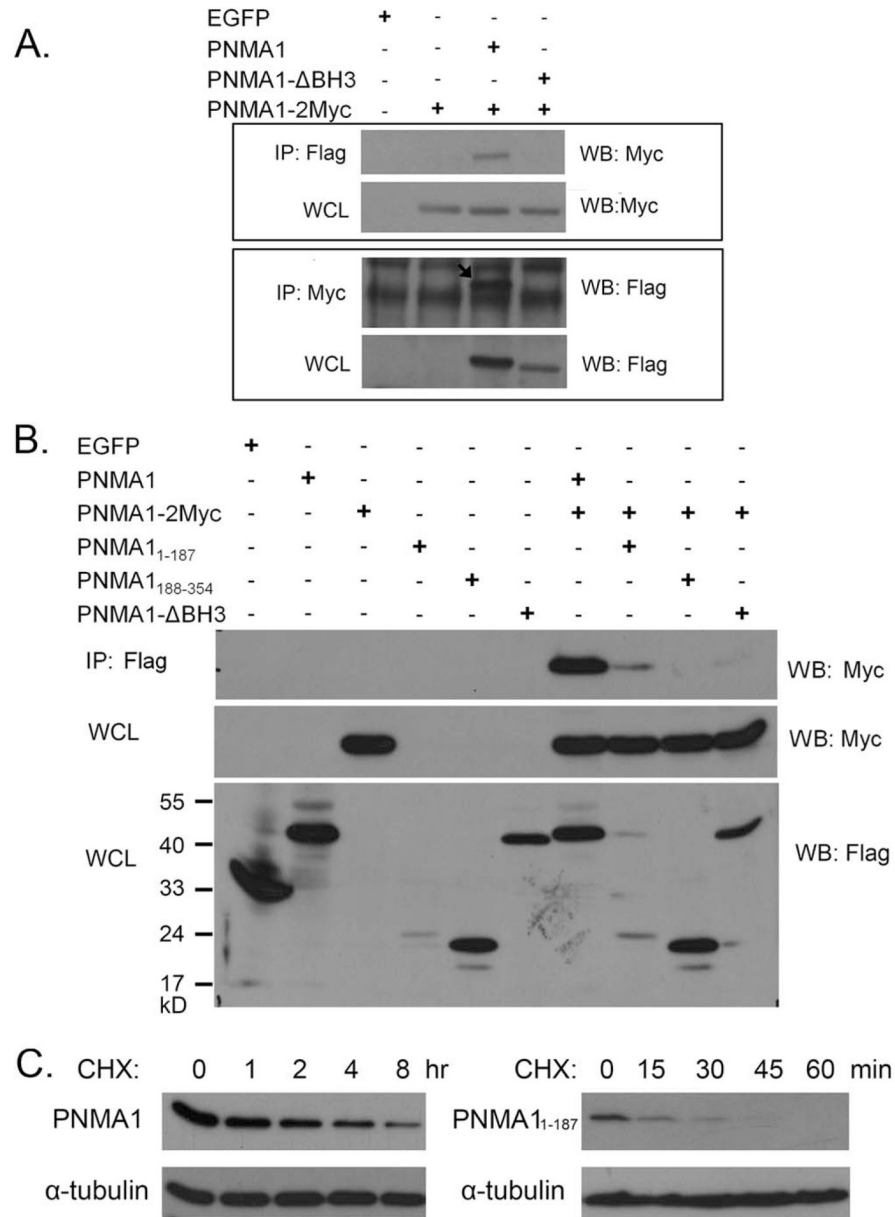 A.
EGFP + - - -
PNMA1 - - + -
PNMA1-ΔBH3 - - - +
PNMA1-2Myc - + + +
IP: Flag WB: Myc
WCL WB:Myc
IP: Myc WB: Flag
WCL WB: Flag
B.
EGFP + - - - - - - - - -
PNMA1 - + - - - - + - - -
PNMA1-2Myc - - + - - - + + + +
PNMA1₁₋₁₈₇ - - - + - - - + - -
PNMA1₁₈₈₋₃₅₄ - - - - + - - - + -
PNMA1-ΔBH3 - - - - - + - - - +
IP: Flag WB: Myc
WCL WB: Myc
55
40
WCL WB: Flag
33
24
17
kD
C. CHX: 0 1 2 4 8 hr CHX: 0 15 30 45 60 min
PNMA1 PNMA1₁₋₁₈₇
α-tubulin α-tubulin